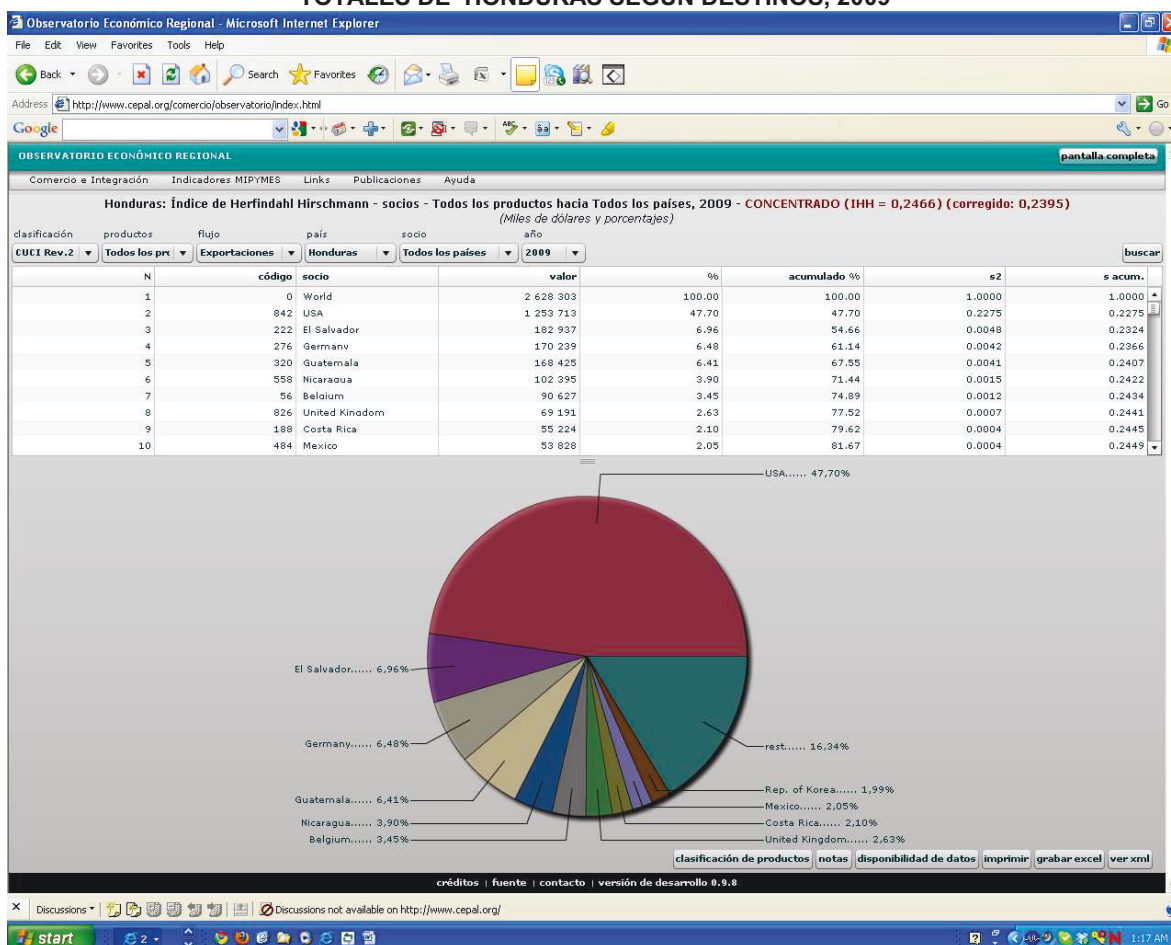 TOTALES DE HONDURAS SEGÚN DESTINOS, 2009
Observatorio Económico Regional - Microsoft Internet Explorer
File Edit View Favorites Tools Help
Back Search Favorites
Address http://www.cepal.org/comercio/observatorio/index.html Go
Google
OBSERVATORIO ECONÓMICO REGIONAL pantalla completa
Comercio e Integración Indicadores MIPYMES Links Publicaciones Ayuda
Honduras: Índice de Herfindahl Hirschmann - socios - Todos los productos hacia Todos los países, 2009 - CONCENTRADO (IHH = 0,2466) (corregido: 0,2395)
(Miles de dólares y porcentajes)
clasificación productos flujo país socio año
CUCI Rev.2 Todos los pro Exportaciones Honduras Todos los países 2009 buscar
N código socio valor % acumulado % s2 s acum.
1 0 World 2 628 303 100.00 100.00 1.0000 1.0000
2 842 USA 1 253 713 47.70 47.70 0.2275 0.2275
3 222 El Salvador 182 937 6.96 54.66 0.0048 0.2324
4 276 Germany 170 239 6.48 61.14 0.0042 0.2366
5 320 Guatemala 168 425 6.41 67.55 0.0041 0.2407
6 558 Nicaragua 102 395 3.90 71.44 0.0015 0.2422
7 56 Belgium 90 627 3.45 74.89 0.0012 0.2434
8 826 United Kingdom 69 191 2.63 77.52 0.0007 0.2441
9 188 Costa Rica 55 224 2.10 79.62 0.0004 0.2445
10 484 Mexico 53 828 2.05 81.67 0.0004 0.2449
USA...... 47,70%
El Salvador...... 6,96%
Germany...... 6,48%
rest...... 16,34%
Rep. of Korea...... 1,99%
Guatemala...... 6,41%
Mexico...... 2,05%
Nicaragua...... 3,90%
Costa Rica...... 2,10%
Belgium...... 3,45%
United Kingdom...... 2,63%
clasificación de productos notas disponibilidad de datos imprimir grabar excel ver xml
créditos | fuente | contacto | versión de desarrollo 0.9.8
Discussions Discussions not available on http://www.cepal.org/
start 2 1:17 AM